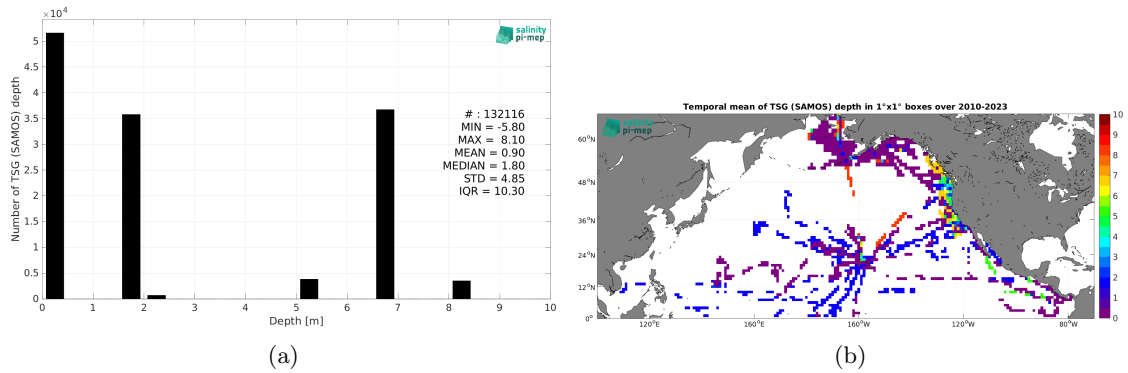 ×10⁴
5
4.5
4
3.5
3
2.5
2
1.5
1
0.5
0
Number of TSG (SAMOS) depth
salinity
pi-mep
# : 132116
MIN = -5.80
MAX = 8.10
MEAN = 0.90
MEDIAN = 1.80
STD = 4.85
IQR = 10.30
0 1 2 3 4 5 6 7 8 9 10
Depth [m]
(a)
Temporal mean of TSG (SAMOS) depth in 1°x1° boxes over 2010-2023
salinity
pi-mep
60°N
48°N
36°N
24°N
12°N
0°N
120°E 160°E 160°W 120°W 80°W
10
9
8
7
6
5
4
3
2
1
0
(b)